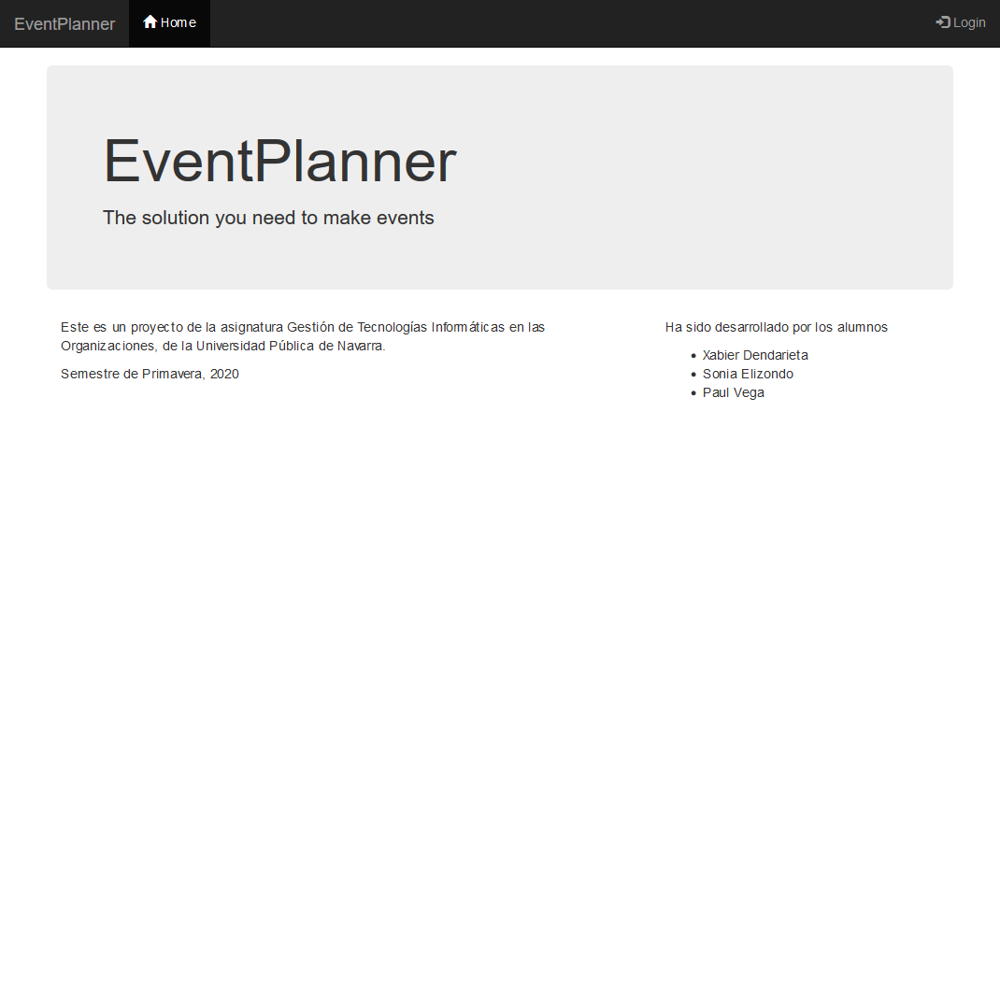 EventPlanner
Home
Login
EventPlanner
The solution you need to make events
Este es un proyecto de la asignatura Gestión de Tecnologías Informáticas en las
Organizaciones, de la Universidad Pública de Navarra.
Semestre de Primavera, 2020
Ha sido desarrollado por los alumnos
Xabier Dendarieta
Sonia Elizondo
Paul Vega